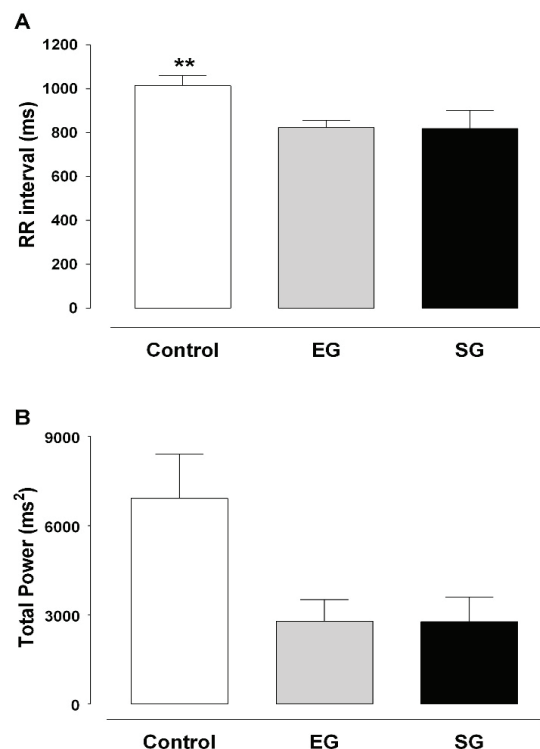 A
1200
**
1000
800
600
400
200
0
RR interval (ms)
Control EG SG
B
9000
6000
3000
0
Total Power (ms²)
Control EG SG